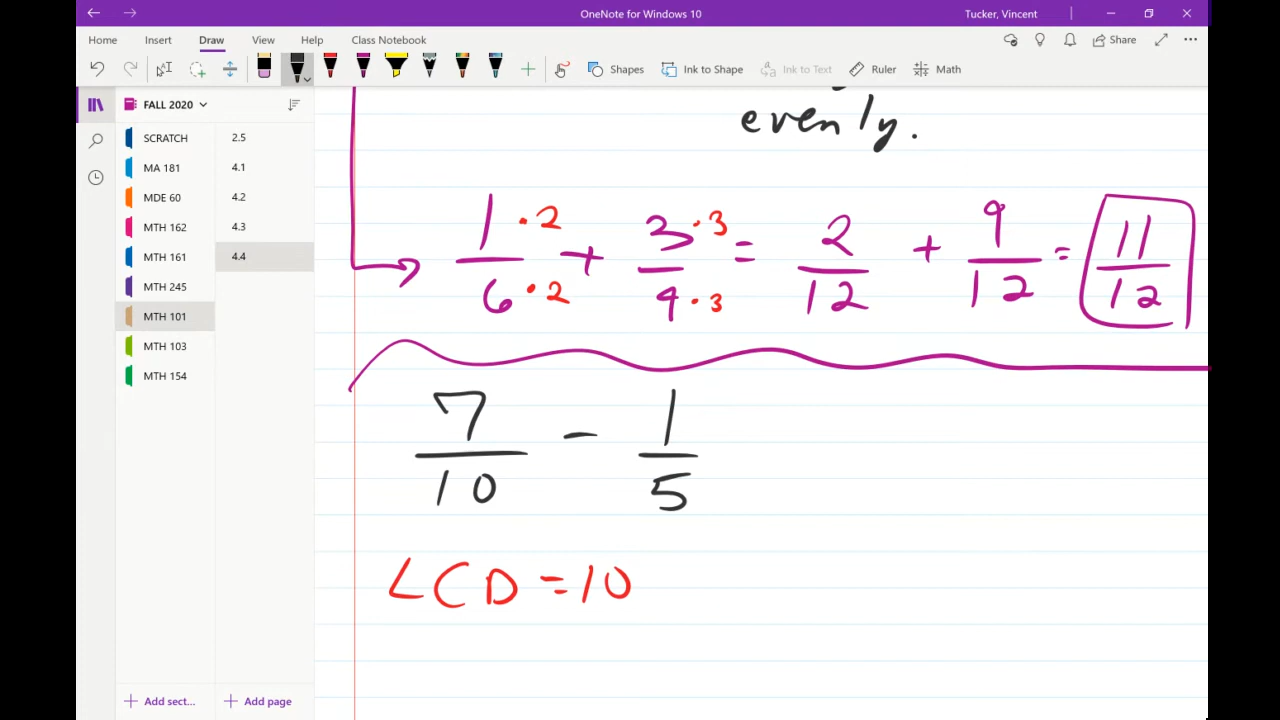 OneNote for Windows 10
Tucker, Vincent
Home Insert Draw View Help Class Notebook
Share
Shapes Ink to Shape Ink to Text Ruler Math
FALL 2020
SCRATCH
MA 181
MDE 60
MTH 162
MTH 161
MTH 245
MTH 101
MTH 103
MTH 154
2.5
4.1
4.2
4.3
4.4
Add sect...
Add page
evenly.
1 · 2 / 6 · 2 + 3 · 3 / 4 · 3 = 2 / 12 + 9 / 12 = 11 / 12
7 / 10 - 1 / 5
LCD = 10